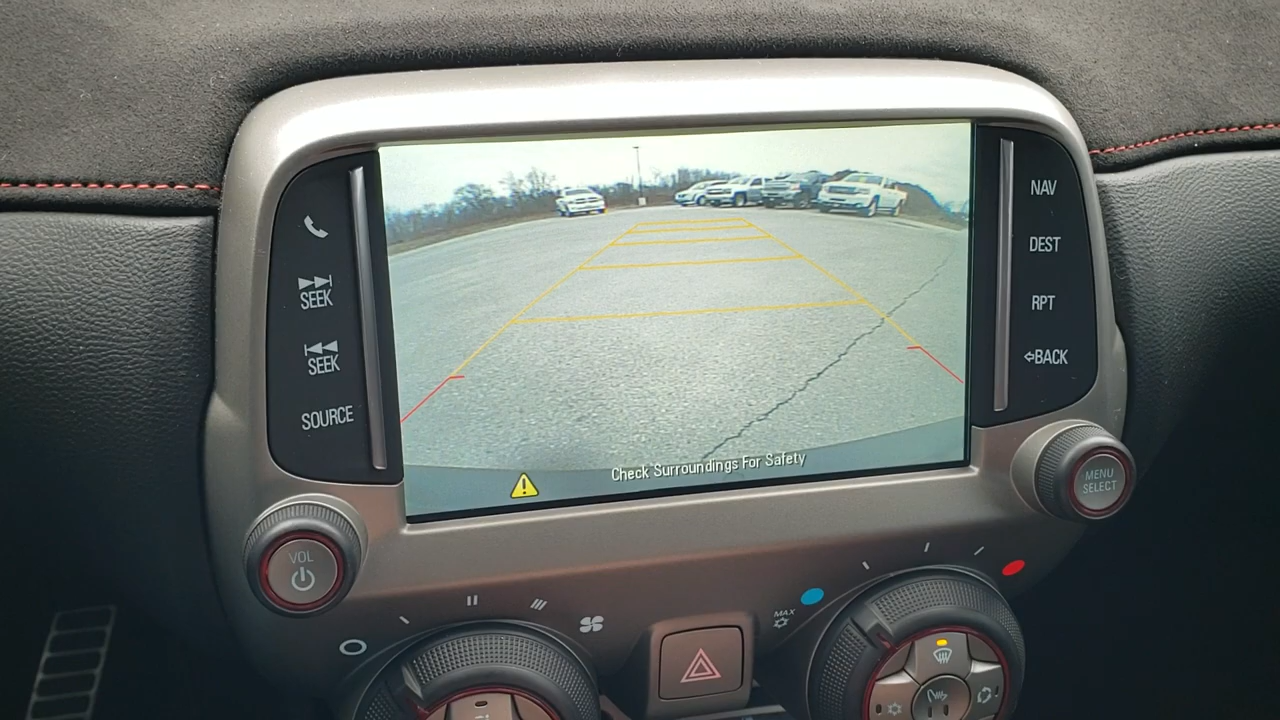 SEEK
SEEK
SOURCE
NAV
DEST
RPT
BACK
Check Surroundings For Safety
VOL
MENU
SELECT
MAX